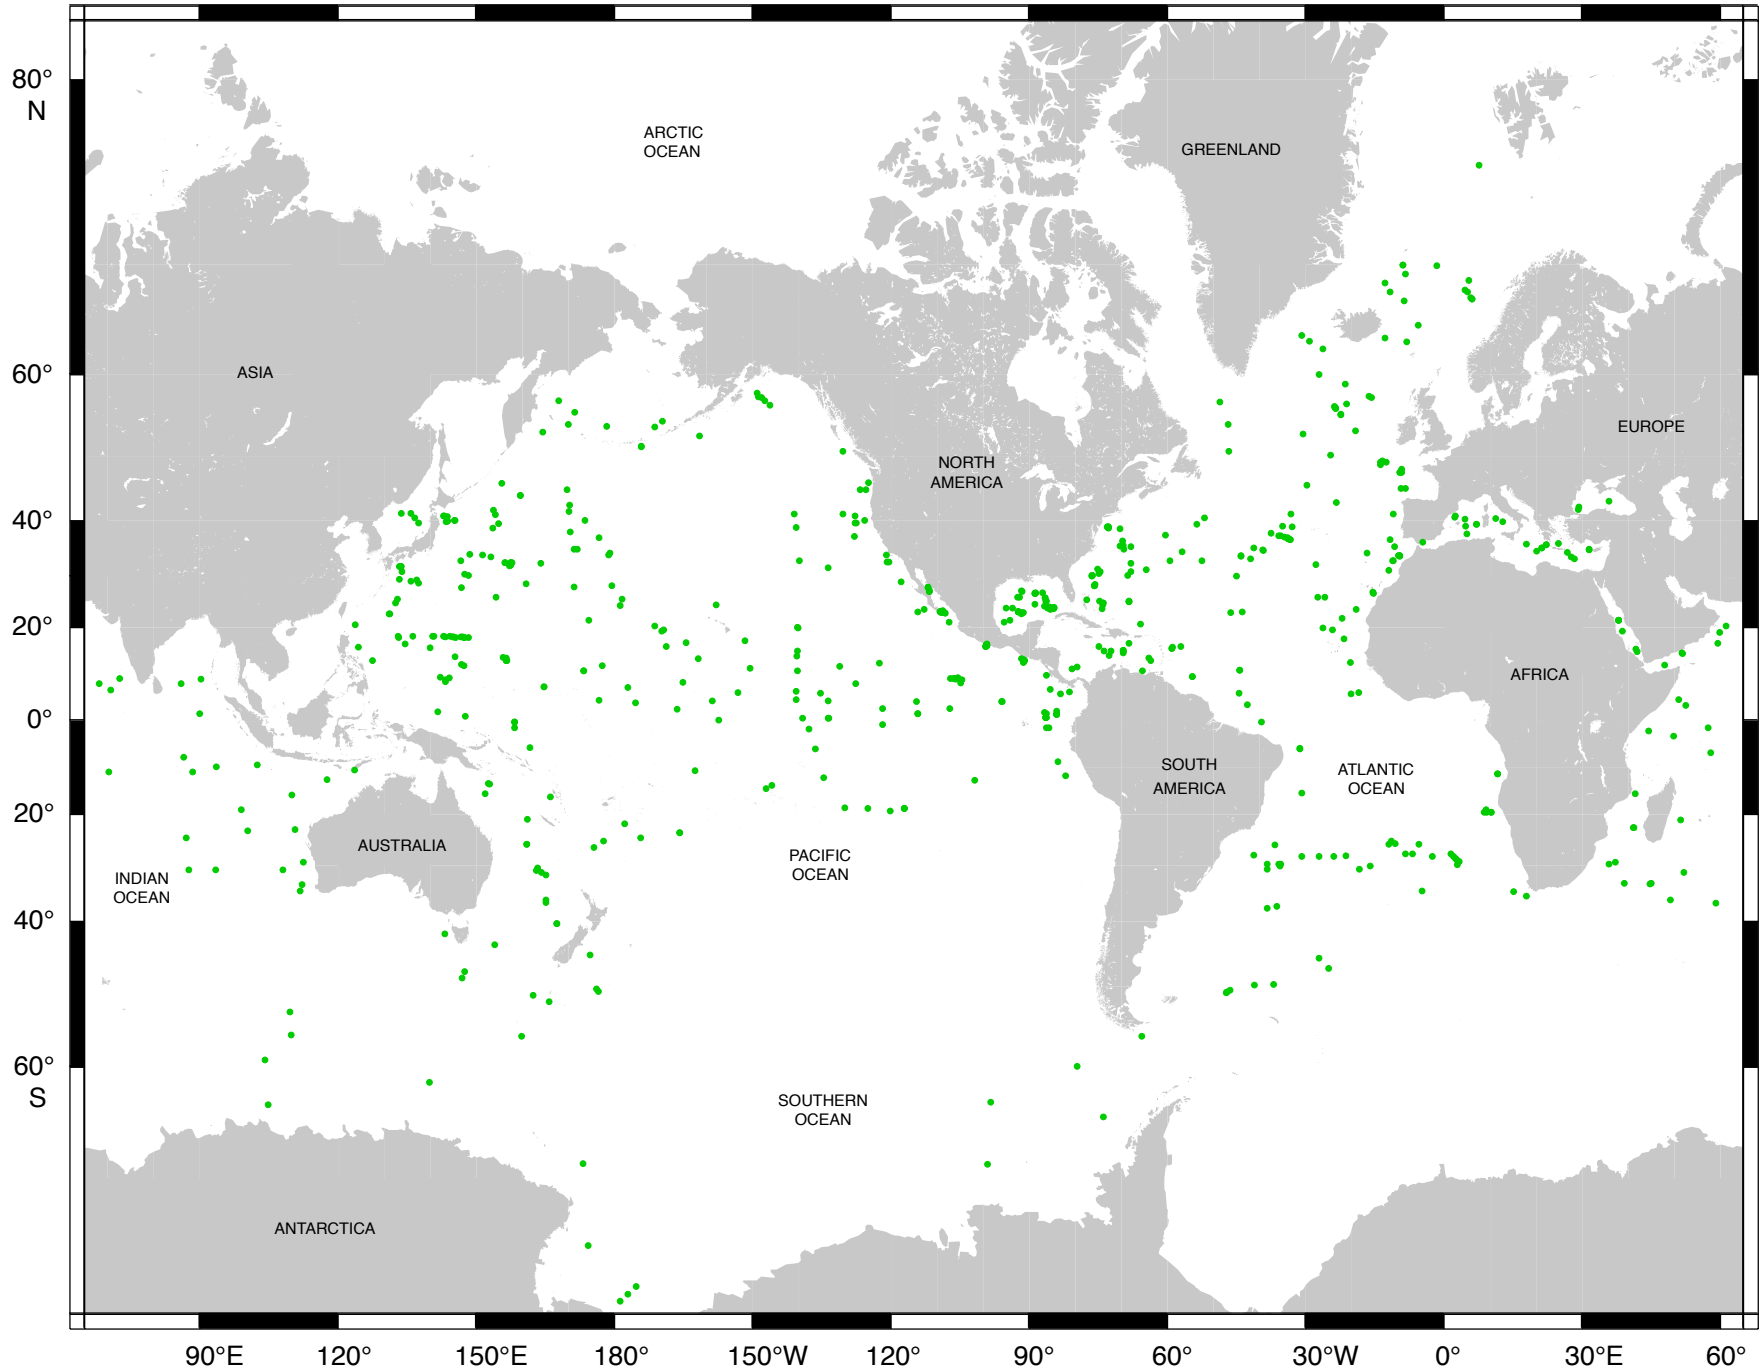 80°
N
ARCTIC
OCEAN
GREENLAND
60°
ASIA
EUROPE
NORTH
AMERICA
40°
20°
AFRICA
0°
SOUTH
AMERICA
ATLANTIC
OCEAN
20°
AUSTRALIA
PACIFIC
OCEAN
INDIAN
OCEAN
40°
60°
S
SOUTHERN
OCEAN
ANTARCTICA
90°E 120° 150°E 180° 150°W 120° 90° 60° 30°W 0° 30°E 60°